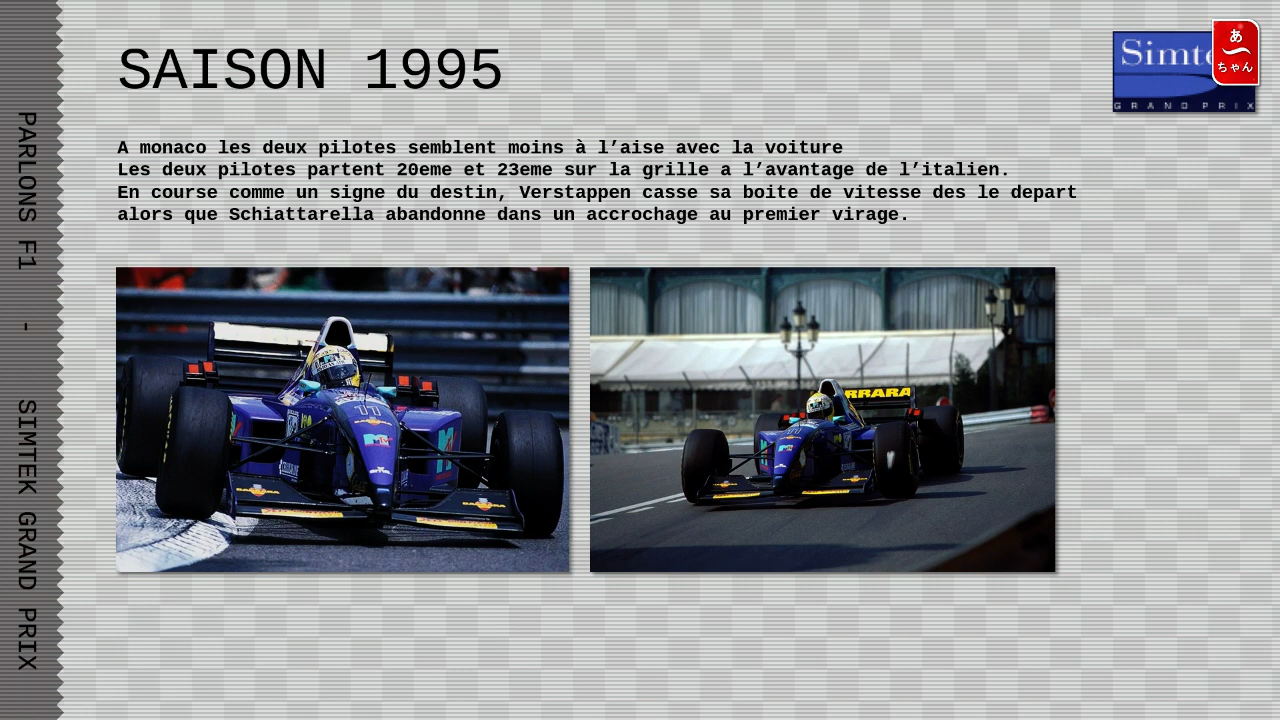 SAISON 1995
Simt
あ
ー
ちゃん
GRAND PRIX
PARLONS F1 - SIMTEK GRAND PRIX
A monaco les deux pilotes semblent moins à l’aise avec la voiture
Les deux pilotes partent 20eme et 23eme sur la grille a l’avantage de l’italien.
En course comme un signe du destin, Verstappen casse sa boite de vitesse des le depart
alors que Schiattarella abandonne dans un accrochage au premier virage.
RRARA